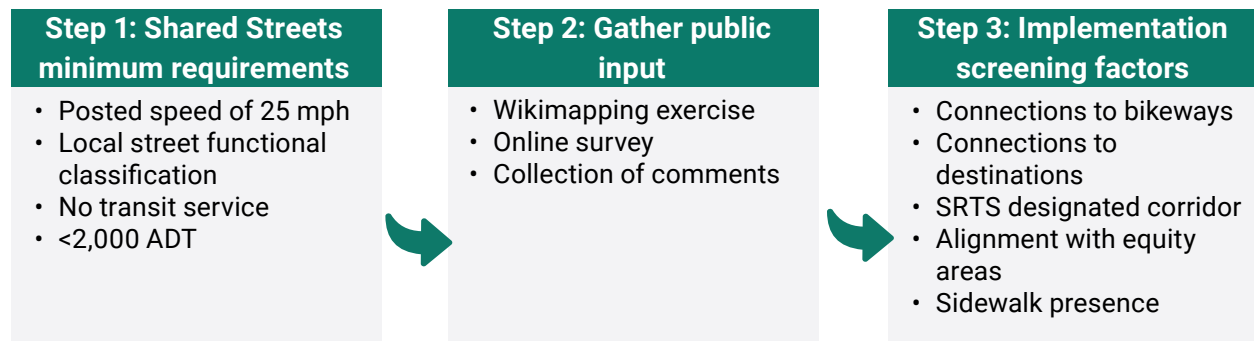 Step 1: Shared Streets
minimum requirements
• Posted speed of 25 mph
• Local street functional
classification
• No transit service
• <2,000 ADT
Step 2: Gather public
input
• Wikimapping exercise
• Online survey
• Collection of comments
Step 3: Implementation
screening factors
• Connections to bikeways
• Connections to
destinations
• SRTS designated corridor
• Alignment with equity
areas
• Sidewalk presence